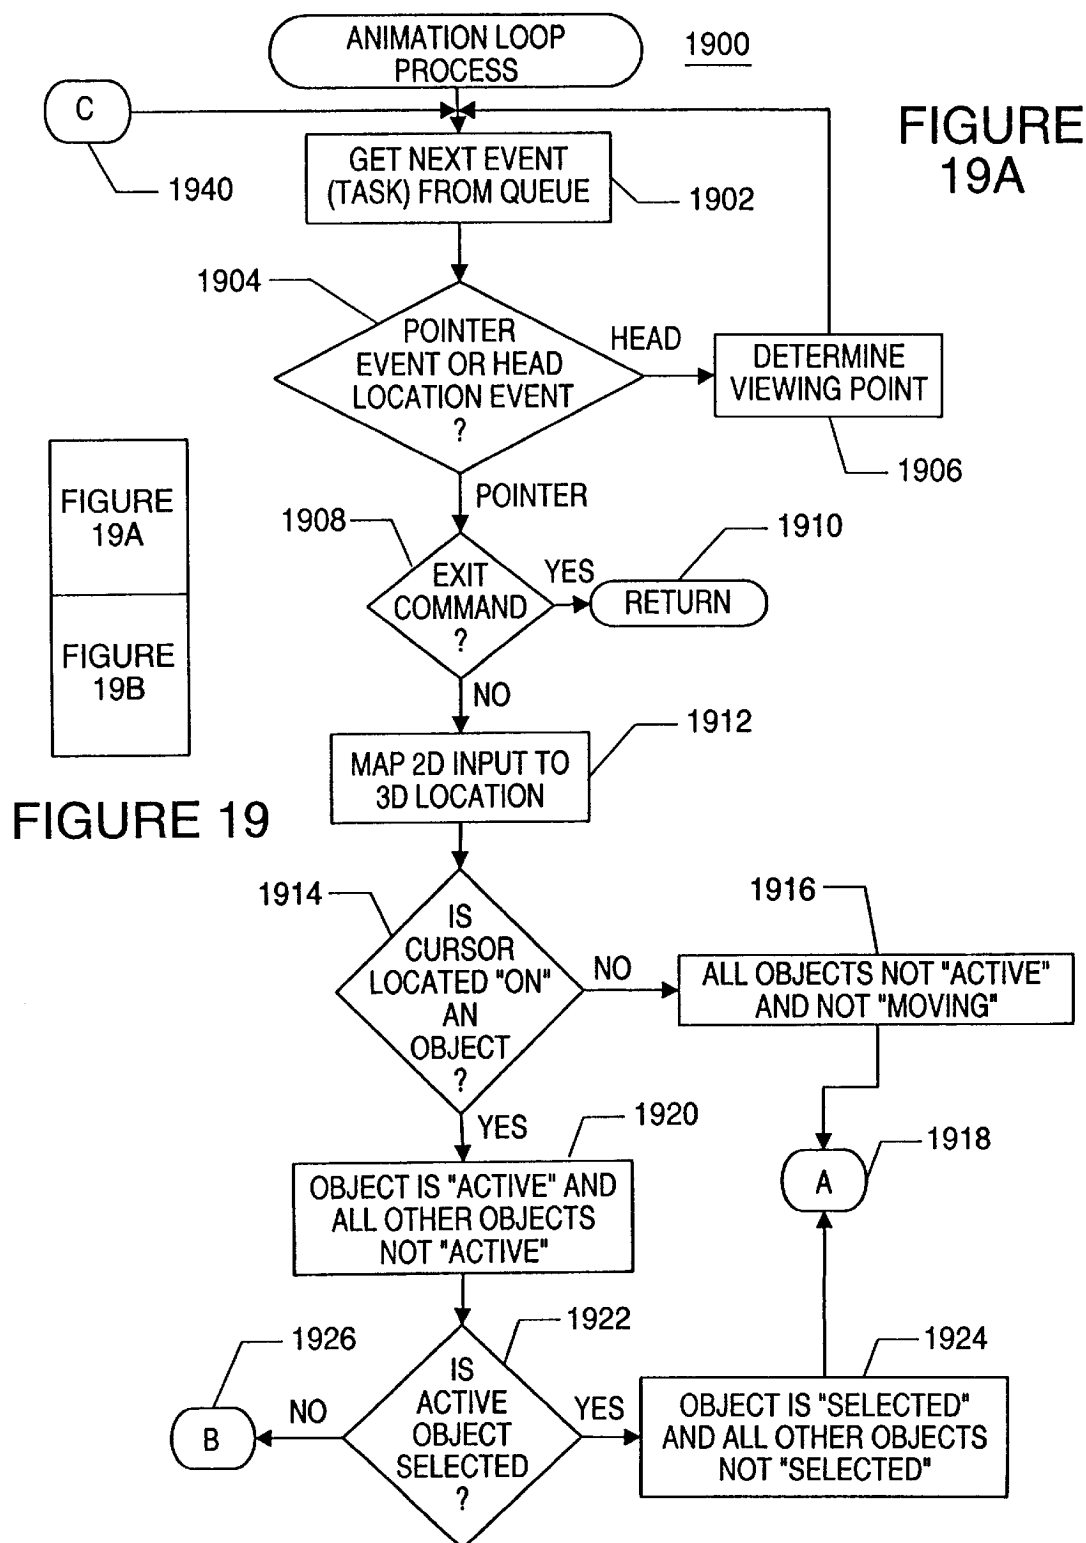 ANIMATION LOOP
PROCESS
1900
C
FIGURE
19A
GET NEXT EVENT
(TASK) FROM QUEUE
1940
1902
1904
POINTER
EVENT OR HEAD
LOCATION EVENT
?
HEAD
DETERMINE
VIEWING POINT
1906
POINTER
FIGURE
19A
FIGURE
19B
FIGURE 19
1908
EXIT
COMMAND
?
YES
1910
RETURN
NO
1912
MAP 2D INPUT TO
3D LOCATION
1914
IS
CURSOR
LOCATED "ON"
AN
OBJECT
?
NO
1916
ALL OBJECTS NOT "ACTIVE"
AND NOT "MOVING"
YES
1920
OBJECT IS "ACTIVE" AND
ALL OTHER OBJECTS
NOT "ACTIVE"
A
1918
1926
B
NO
1922
IS
ACTIVE
OBJECT
SELECTED
?
YES
1924
OBJECT IS "SELECTED"
AND ALL OTHER OBJECTS
NOT "SELECTED"